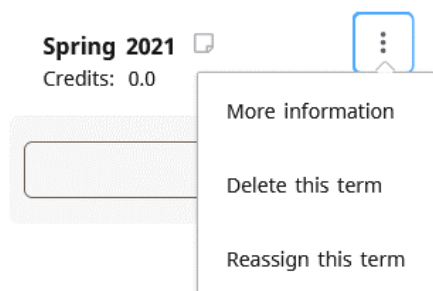 Spring 2021
Credits: 0.0
More information
Delete this term
Reassign this term